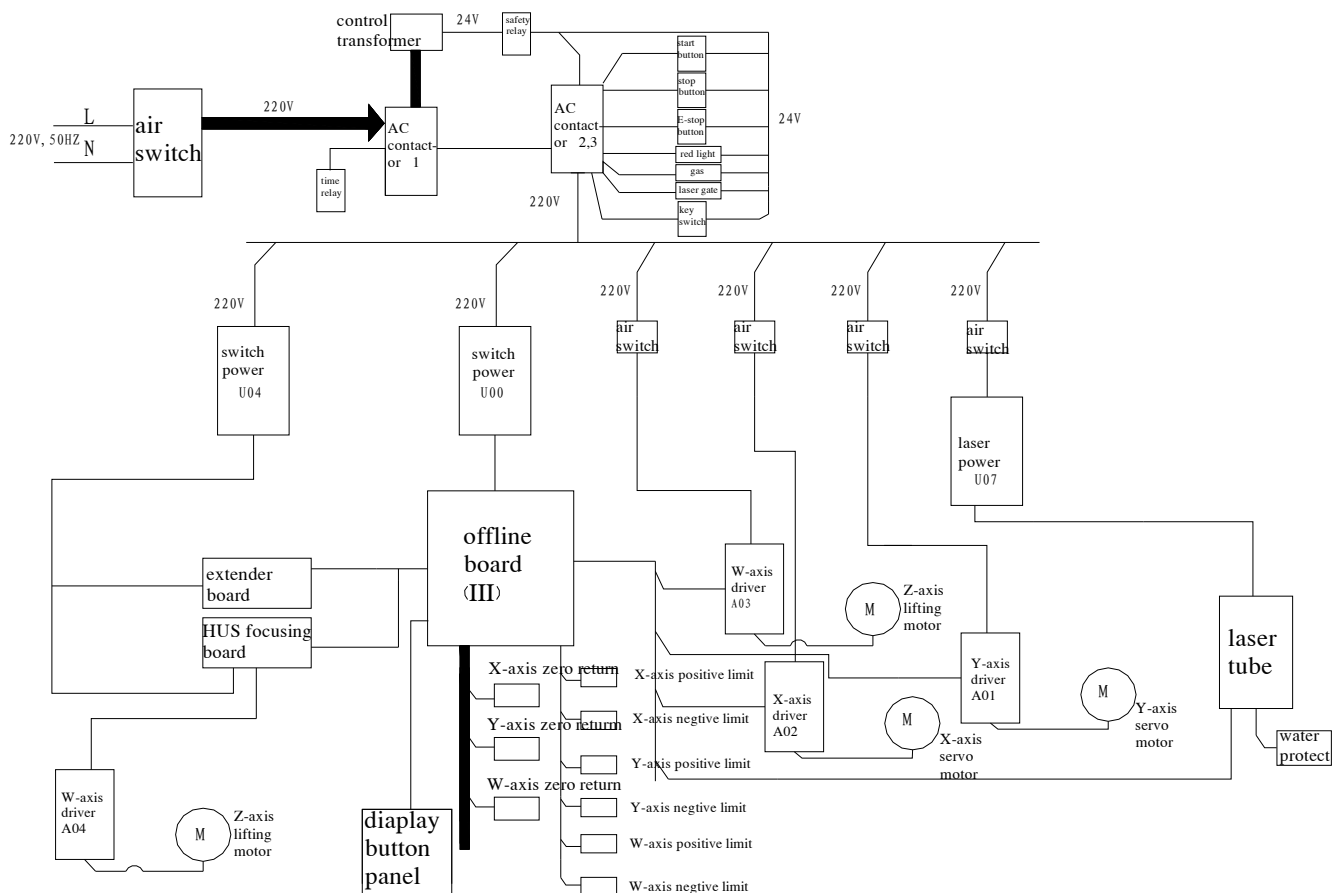 control
transformer
24V
safety
relay
start
button
stop
button
E-stop
button
red light
gas
laser gate
key
switch
24V
L
220V, 50HZ
N
air
switch
220V
AC
contact-
or 1
time
relay
AC
contact-
or 2,3
220V
220V
220V
220V
220V
220V
220V
switch
power
U04
switch
power
U00
air
switch
air
switch
air
switch
air
switch
laser
power
U07
offline
board
(III)
extender
board
HUS focusing
board
W-axis
driver
A03
M
Z-axis
lifting
motor
X-axis
driver
A02
M
X-axis
servo
motor
Y-axis
driver
A01
M
Y-axis
servo
motor
laser
tube
water
protect
X-axis zero return
Y-axis zero return
W-axis zero return
X-axis positive limit
X-axis negtive limit
Y-axis positive limit
Y-axis negtive limit
W-axis positive limit
W-axis negtive limit
W-axis
driver
A04
M
Z-axis
lifting
motor
diaplay
button
panel